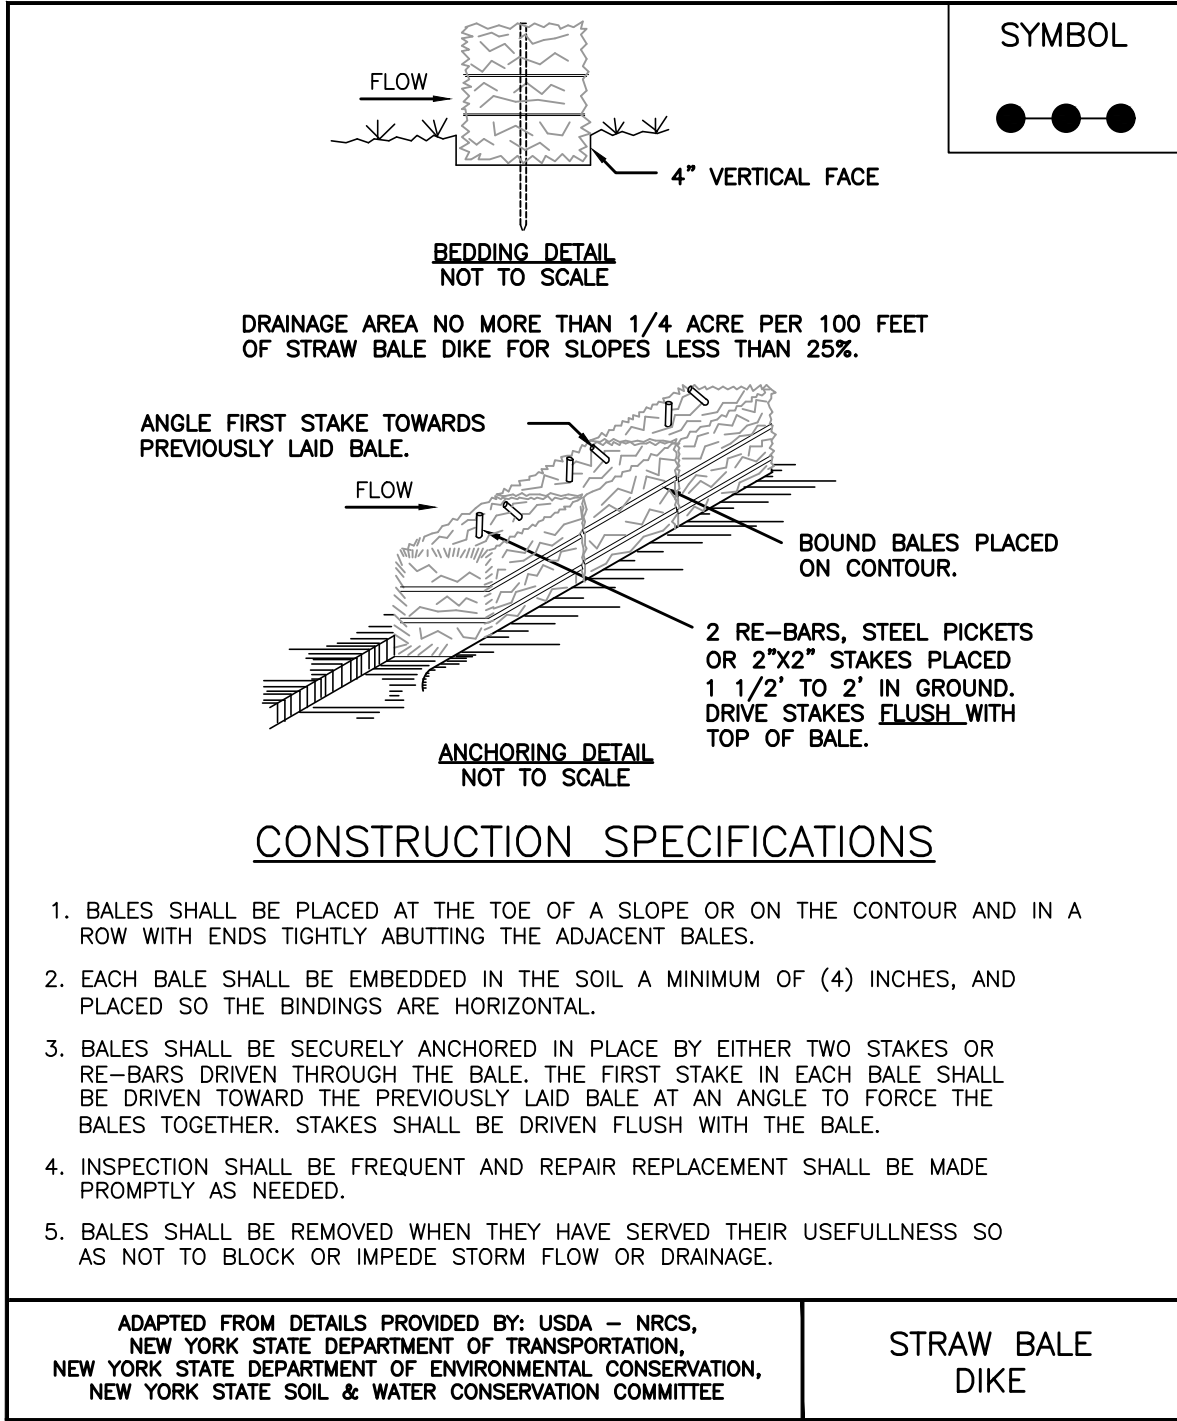 SYMBOL
FLOW
4" VERTICAL FACE
BEDDING DETAIL
NOT TO SCALE
DRAINAGE AREA NO MORE THAN 1/4 ACRE PER 100 FEET
OF STRAW BALE DIKE FOR SLOPES LESS THAN 25%.
ANGLE FIRST STAKE TOWARDS
PREVIOUSLY LAID BALE.
FLOW
BOUND BALES PLACED
ON CONTOUR.
2 RE-BARS, STEEL PICKETS
OR 2"X2" STAKES PLACED
1 1/2' TO 2' IN GROUND.
DRIVE STAKES FLUSH WITH
TOP OF BALE.
ANCHORING DETAIL
NOT TO SCALE
CONSTRUCTION SPECIFICATIONS
1. BALES SHALL BE PLACED AT THE TOE OF A SLOPE OR ON THE CONTOUR AND IN A
ROW WITH ENDS TIGHTLY ABUTTING THE ADJACENT BALES.
2. EACH BALE SHALL BE EMBEDDED IN THE SOIL A MINIMUM OF (4) INCHES, AND
PLACED SO THE BINDINGS ARE HORIZONTAL.
3. BALES SHALL BE SECURELY ANCHORED IN PLACE BY EITHER TWO STAKES OR
RE-BARS DRIVEN THROUGH THE BALE. THE FIRST STAKE IN EACH BALE SHALL
BE DRIVEN TOWARD THE PREVIOUSLY LAID BALE AT AN ANGLE TO FORCE THE
BALES TOGETHER. STAKES SHALL BE DRIVEN FLUSH WITH THE BALE.
4. INSPECTION SHALL BE FREQUENT AND REPAIR REPLACEMENT SHALL BE MADE
PROMPTLY AS NEEDED.
5. BALES SHALL BE REMOVED WHEN THEY HAVE SERVED THEIR USEFULLNESS SO
AS NOT TO BLOCK OR IMPEDE STORM FLOW OR DRAINAGE.
ADAPTED FROM DETAILS PROVIDED BY: USDA - NRCS,
NEW YORK STATE DEPARTMENT OF TRANSPORTATION,
NEW YORK STATE DEPARTMENT OF ENVIRONMENTAL CONSERVATION,
NEW YORK STATE SOIL & WATER CONSERVATION COMMITTEE
STRAW BALE
DIKE